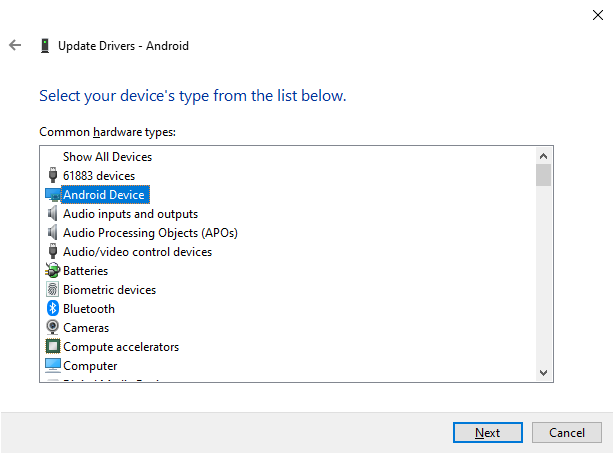 Update Drivers - Android
Select your device's type from the list below.
Common hardware types:
Show All Devices
61883 devices
Android Device
Audio inputs and outputs
Audio Processing Objects (APOs)
Audio/video control devices
Batteries
Biometric devices
Bluetooth
Cameras
Compute accelerators
Computer
Next Cancel